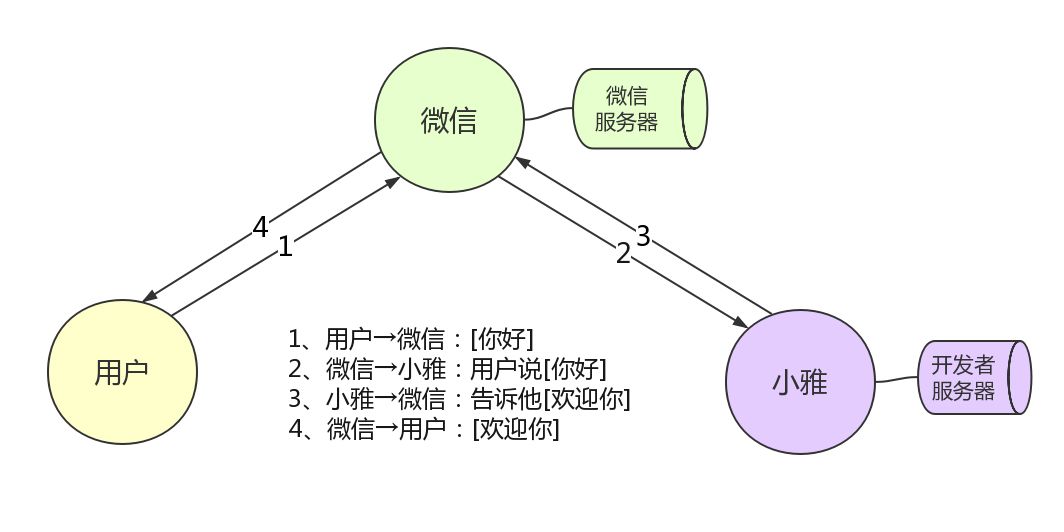 微信
微信
服务器
4
1
3
2
用户
1、用户→微信：[你好]
2、微信→小雅：用户说[你好]
3、小雅→微信：告诉他[欢迎你]
4、微信→用户：[欢迎你]
小雅
开发者
服务器